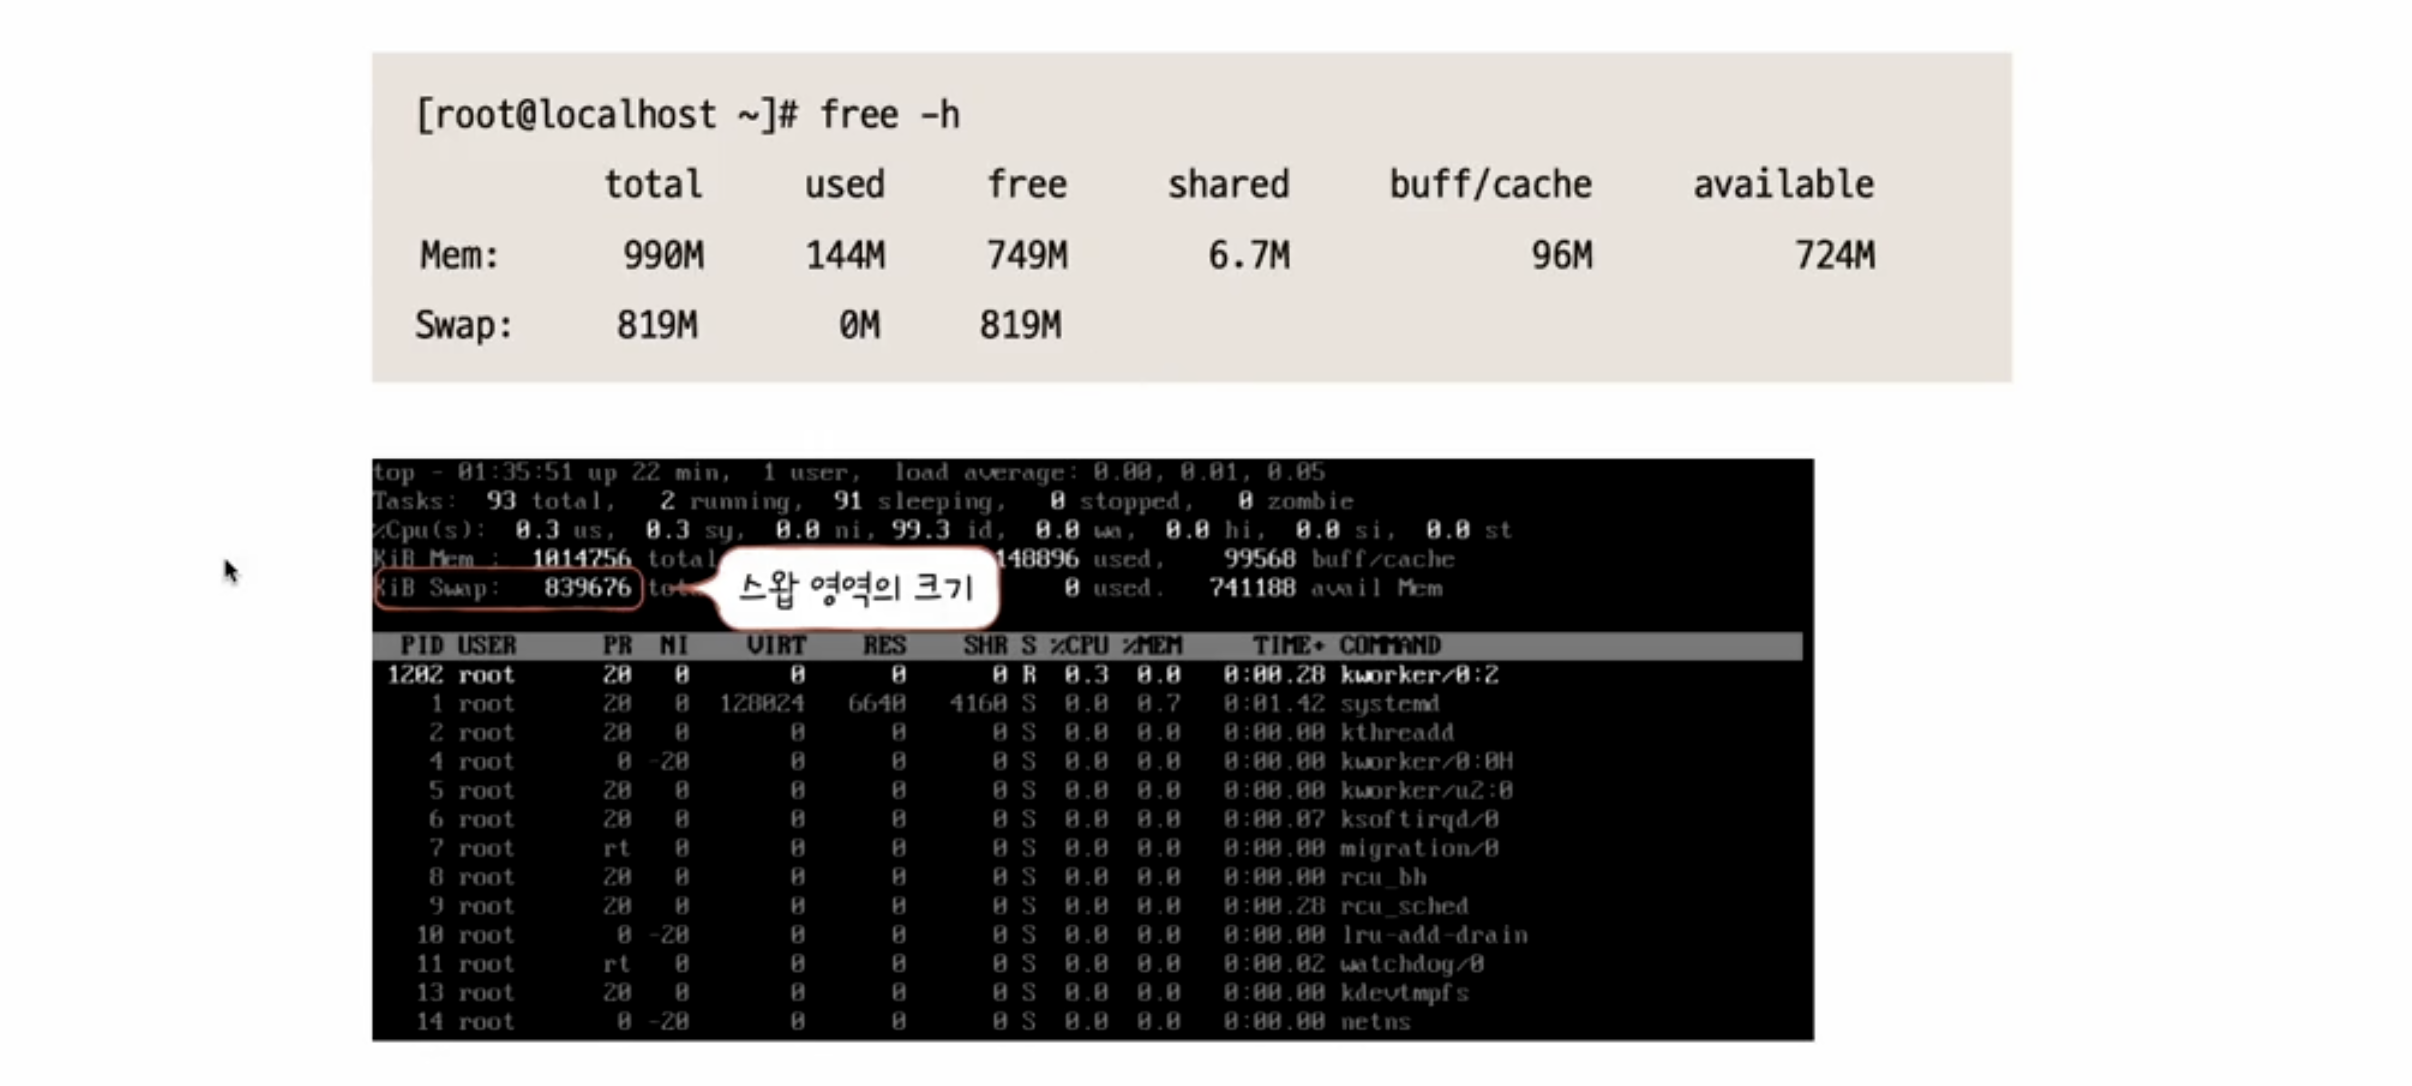 [root@localhost ~]# free -h
total used free shared buff/cache available
Mem: 990M 144M 749M 6.7M 96M 724M
Swap: 819M 0M 819M
top - 01:35:51 up 22 min, 1 user, load average: 0.00, 0.01, 0.05
Tasks: 93 total, 2 running, 91 sleeping, 0 stopped, 0 zombie
%Cpu(s): 0.3 us, 0.3 sy, 0.0 ni, 99.3 id, 0.0 wa, 0.0 hi, 0.0 si, 0.0 st
KiB Mem : 1014756 total 148896 used, 99568 buff/cache
KiB Swap: 839676 0 used. 741188 avail Mem
스왑 영역의 크기
PID USER PR NI VIRT RES SHR S %CPU %MEM TIME+ COMMAND
1202 root 20 0 0 0 0 R 0.3 0.0 0:00.28 kworker/0:2
1 root 20 0 128024 6640 4160 S 0.0 0.7 0:01.42 systemd
2 root 20 0 0 0 0 S 0.0 0.0 0:00.00 kthreadd
4 root 0 -20 0 0 0 S 0.0 0.0 0:00.00 kworker/0:0H
5 root 20 0 0 0 0 S 0.0 0.0 0:00.00 kworker/u2:0
6 root 20 0 0 0 0 S 0.0 0.0 0:00.07 ksoftirqd/0
7 root rt 0 0 0 0 S 0.0 0.0 0:00.00 migration/0
8 root 20 0 0 0 0 S 0.0 0.0 0:00.00 rcu_bh
9 root 20 0 0 0 0 S 0.0 0.0 0:00.28 rcu_sched
10 root 0 -20 0 0 0 S 0.0 0.0 0:00.00 lru-add-drain
11 root rt 0 0 0 0 S 0.0 0.0 0:00.02 watchdog/0
13 root 20 0 0 0 0 S 0.0 0.0 0:00.00 kdevtmpfs
14 root 0 -20 0 0 0 S 0.0 0.0 0:00.00 netns